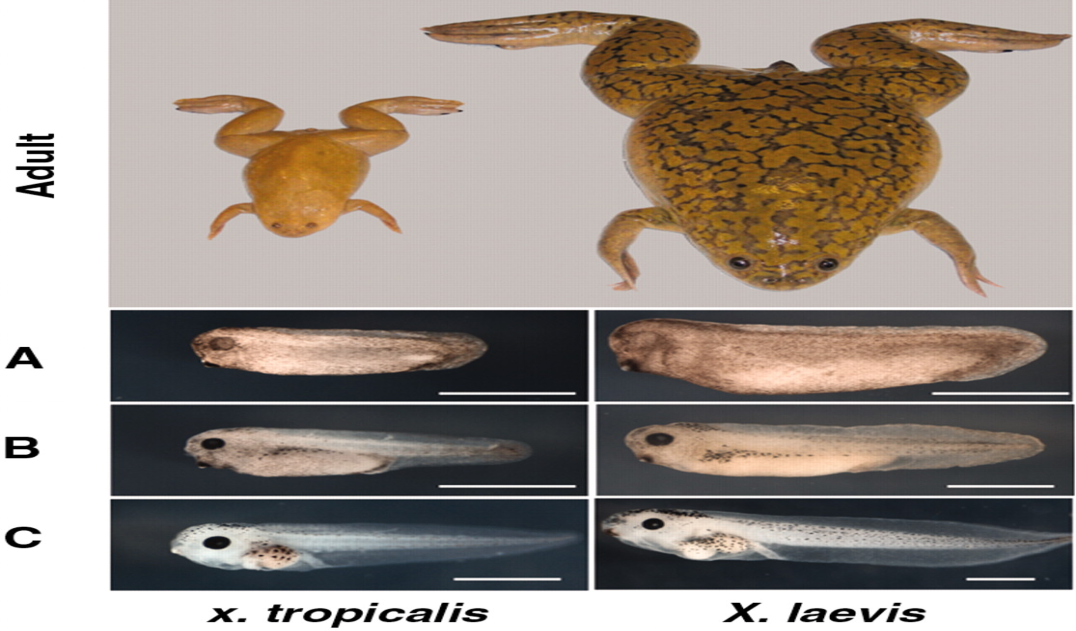 Adult
A
B
C
x. tropicalis
X. laevis